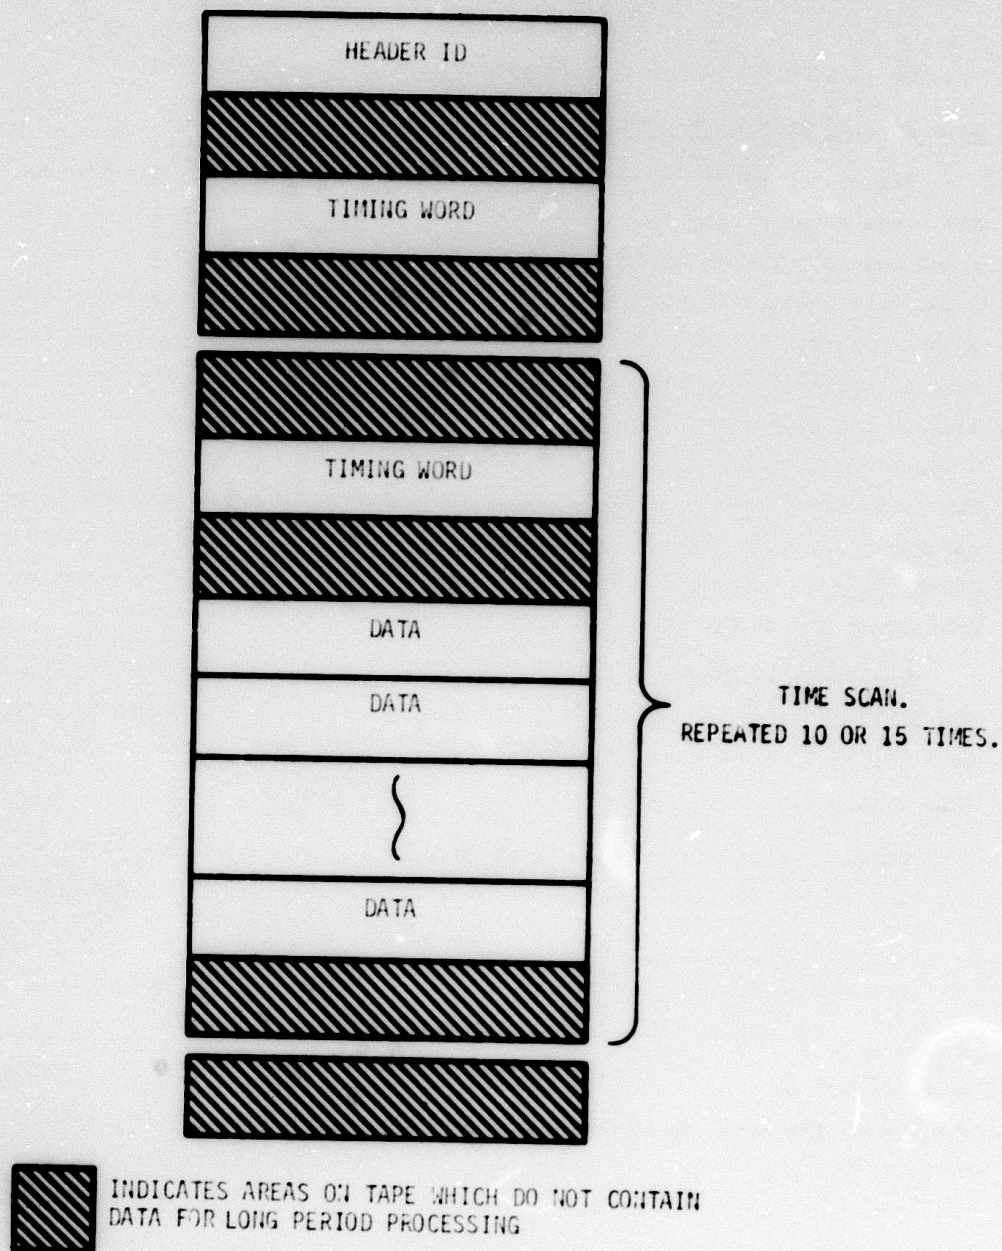 HEADER ID
TIMING WORD
TIMING WORD
DATA
DATA
DATA
TIME SCAN.
REPEATED 10 OR 15 TIMES.
INDICATES AREAS ON TAPE WHICH DO NOT CONTAIN
DATA FOR LONG PERIOD PROCESSING